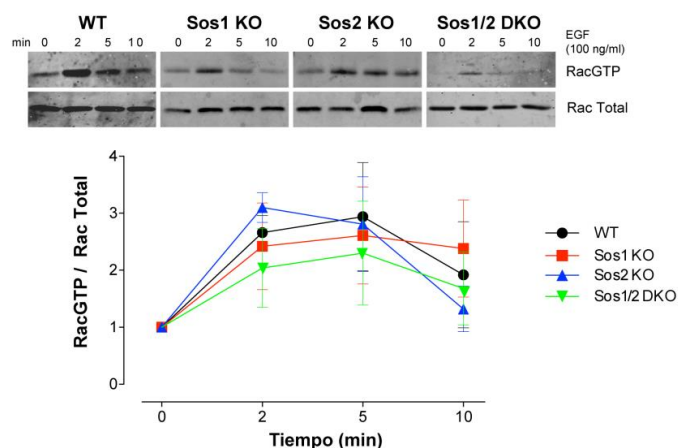 WT Sos1 KO Sos2 KO Sos1/2 DKO
min 0 2 5 10 0 2 5 10 0 2 5 10 0 2 5 10 EGF (100 ng/ml)
RacGTP
Rac Total
RacGTP / Rac Total
4
3
2
1
0
0 2 5 10
Tiempo (min)
WT
Sos1 KO
Sos2 KO
Sos1/2 DKO